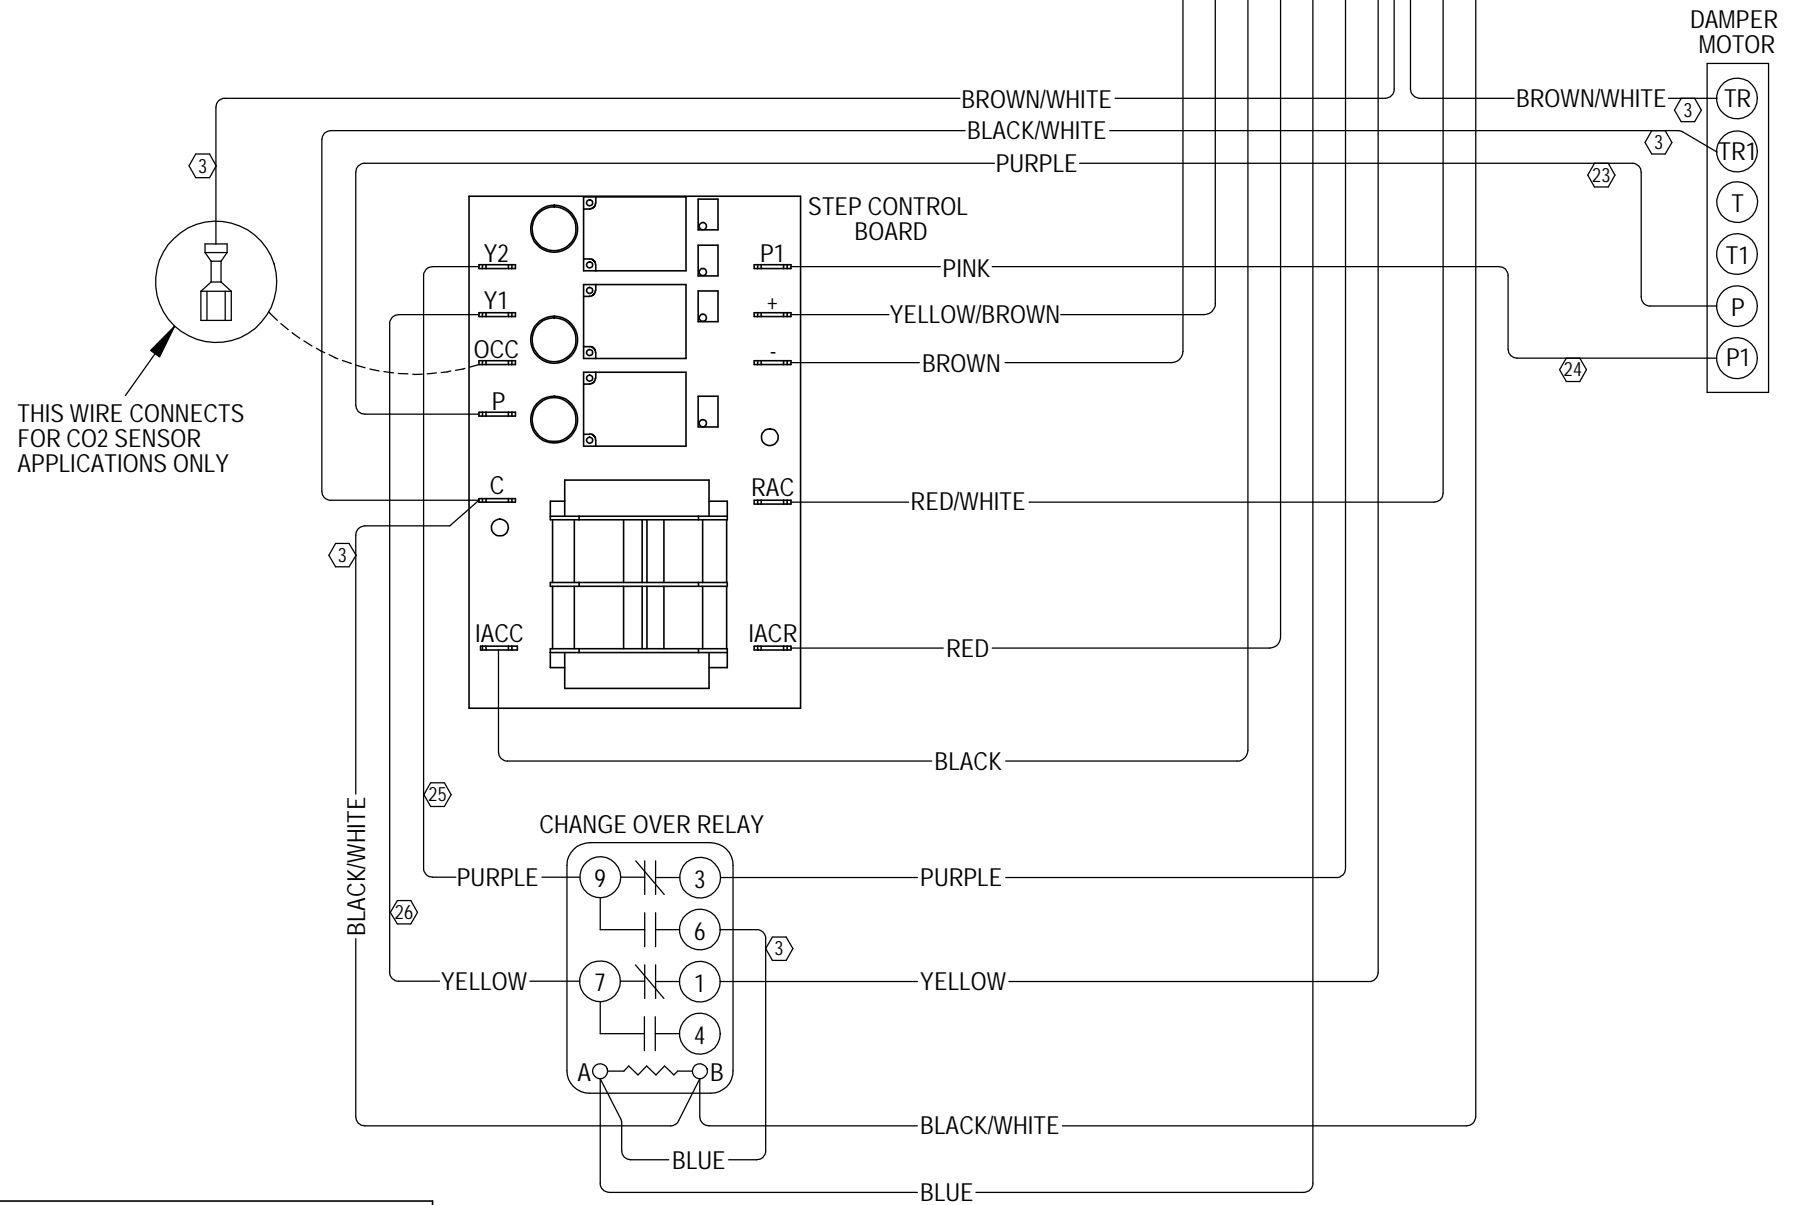 DAMPER
MOTOR
BROWN/WHITE
BROWN/WHITE
TR
3
BLACK/WHITE
3
TR1
3
PURPLE
23
T
STEP CONTROL
BOARD
Y2
P1
PINK
T1
Y1
+
YELLOW/BROWN
P
OCC
-
BROWN
P1
24
THIS WIRE CONNECTS
FOR CO2 SENSOR
APPLICATIONS ONLY
P
C
RAC
RED/WHITE
3
IACC
IACR
RED
BLACK
25
CHANGE OVER RELAY
BLACK/WHITE
PURPLE
9
3
PURPLE
26
6
3
YELLOW
7
1
YELLOW
4
A
B
BLACK/WHITE
BLUE
BLUE